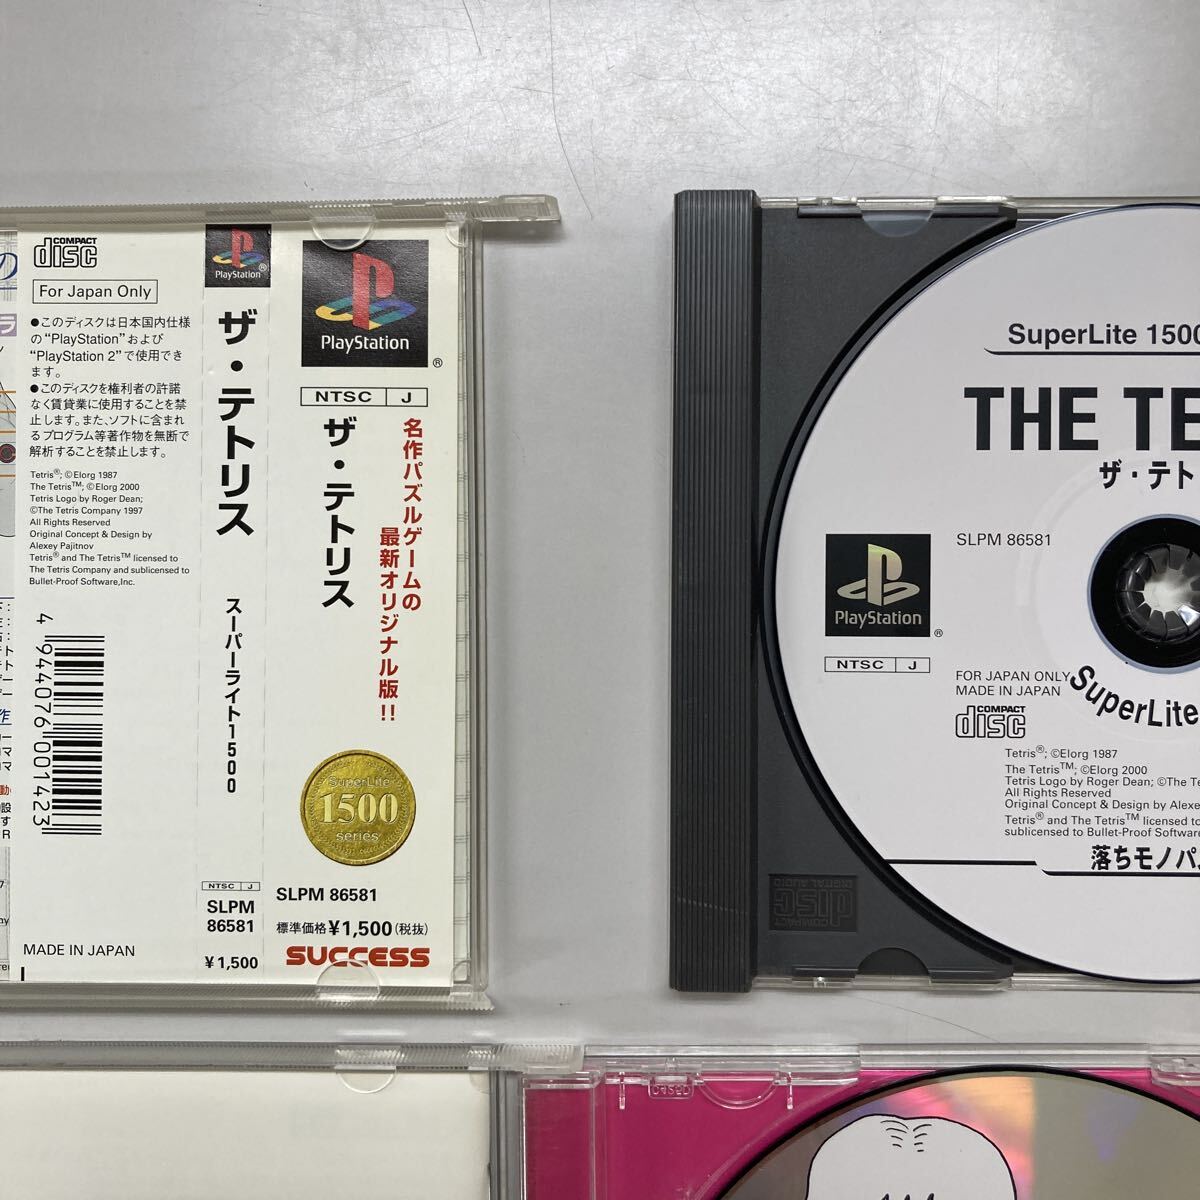 COMPACT
disc
For Japan Only
●このディスクは日本国内仕様
の"PlayStation"および
"PlayStation 2"で使用でき
ます。
●このディスクを権利者の許諾
なく賃貸業に使用することを禁
止します。また、ソフトに含まれ
るプログラム等著作物を無断で
解析することを禁止します。
Tetris®; ©Elorg 1987
The Tetris™; ©Elorg 2000
Tetris Logo by Roger Dean;
©The Tetris Company 1997
All Rights Reserved
Original Concept & Design by
Alexey Pajitnov
Tetris® and The Tetris™ licensed to
The Tetris Company and sublicensed to
Bullet-Proof Software,Inc.
4 944076 001423
MADE IN JAPAN
PlayStation®
ザ・テトリス
スーパーライト1500
NTSC J
SLPM
86581
¥1,500
PlayStation®
NTSC J
名作パズルゲームの
最新オリジナル版!!
ザ・テトリス
SuperLite
1500
series
SLPM 86581
標準価格¥1,500(税抜)
SUCCESS
SuperLite 1500
THE TE
ザ・テト
SLPM 86581
PlayStation®
NTSC J
FOR JAPAN ONLY
MADE IN JAPAN
SuperLite
COMPACT
disc
Tetris®; ©Elorg 1987
The Tetris™; ©Elorg 2000
Tetris Logo by Roger Dean; ©The Te
All Rights Reserved
Original Concept & Design by Alexe
Tetris® and The Tetris™ licensed to
sublicensed to Bullet-Proof Software
落ちモノパ
COMPACT
disc
DIGITAL AUDIO